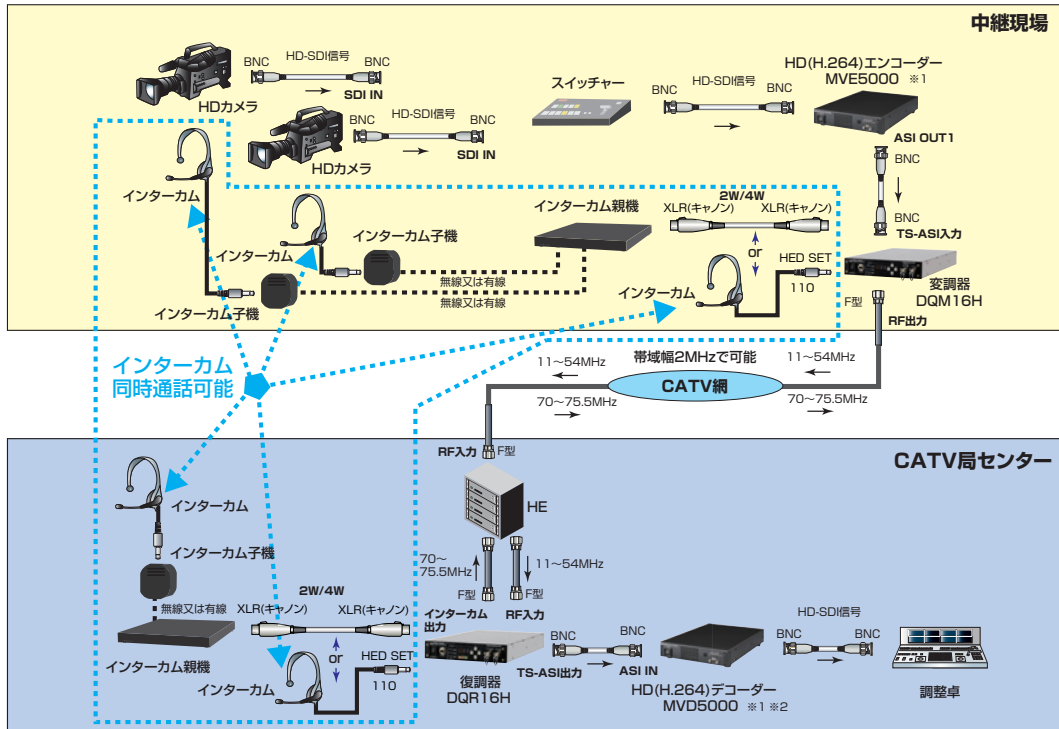 中継現場
BNC
HD-SDI信号
BNC
SDI IN
HDカメラ
BNC
HD-SDI信号
BNC
SDI IN
HDカメラ
スイッチャー
BNC
HD-SDI信号
BNC
HD(H.264)エンコーダー
MVE5000 ※1
ASI OUT1
BNC
BNC
TS-ASI入力
インターカム
インターカム
インターカム子機
インターカム子機
無線又は有線
無線又は有線
インターカム親機
2W/4W
XLR(キャノン)
XLR(キャノン)
or
HED SET
110
インターカム
変調器
DQM16H
F型
RF出力
インターカム
同時通話可能
帯域幅2MHzで可能
11〜54MHz
11〜54MHz
CATV網
70〜75.5MHz
70〜75.5MHz
CATV局センター
RF入力
F型
HE
70〜
75.5MHz
11〜54MHz
F型
F型
インターカム
出力
RF入力
インターカム
インターカム子機
無線又は有線
インターカム親機
2W/4W
XLR(キャノン)
XLR(キャノン)
or
HED SET
110
インターカム
復調器
DQR16H
BNC
BNC
TS-ASI出力
ASI IN
HD(H.264)デコーダー
MVD5000 ※1 ※2
HD-SDI信号
BNC
BNC
調整卓